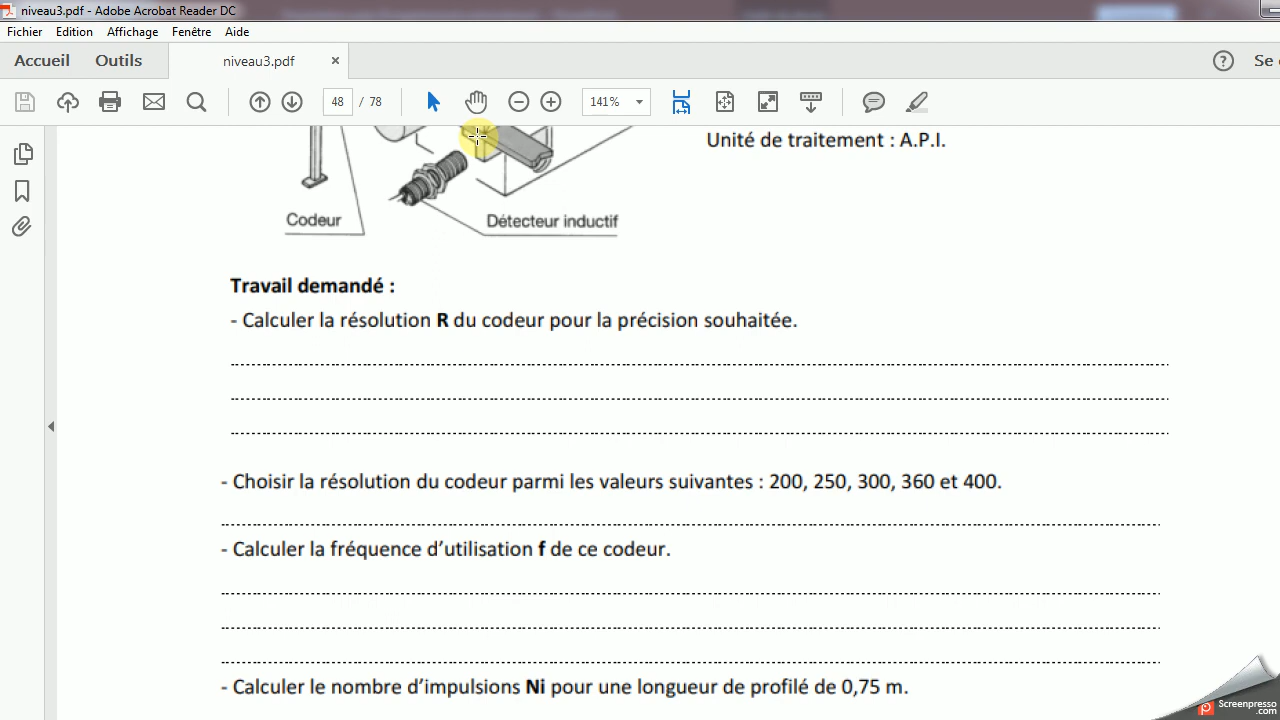 niveau3.pdf - Adobe Acrobat Reader DC
Fichier Edition Affichage Fenêtre Aide
Accueil Outils niveau3.pdf × ? Se
48 / 78 141%
Unité de traitement : A.P.I.
Codeur Détecteur inductif
Travail demandé :
- Calculer la résolution R du codeur pour la précision souhaitée.
- Choisir la résolution du codeur parmi les valeurs suivantes : 200, 250, 300, 360 et 400.
- Calculer la fréquence d'utilisation f de ce codeur.
- Calculer le nombre d'impulsions Ni pour une longueur de profilé de 0,75 m.
Screenpresso
.com